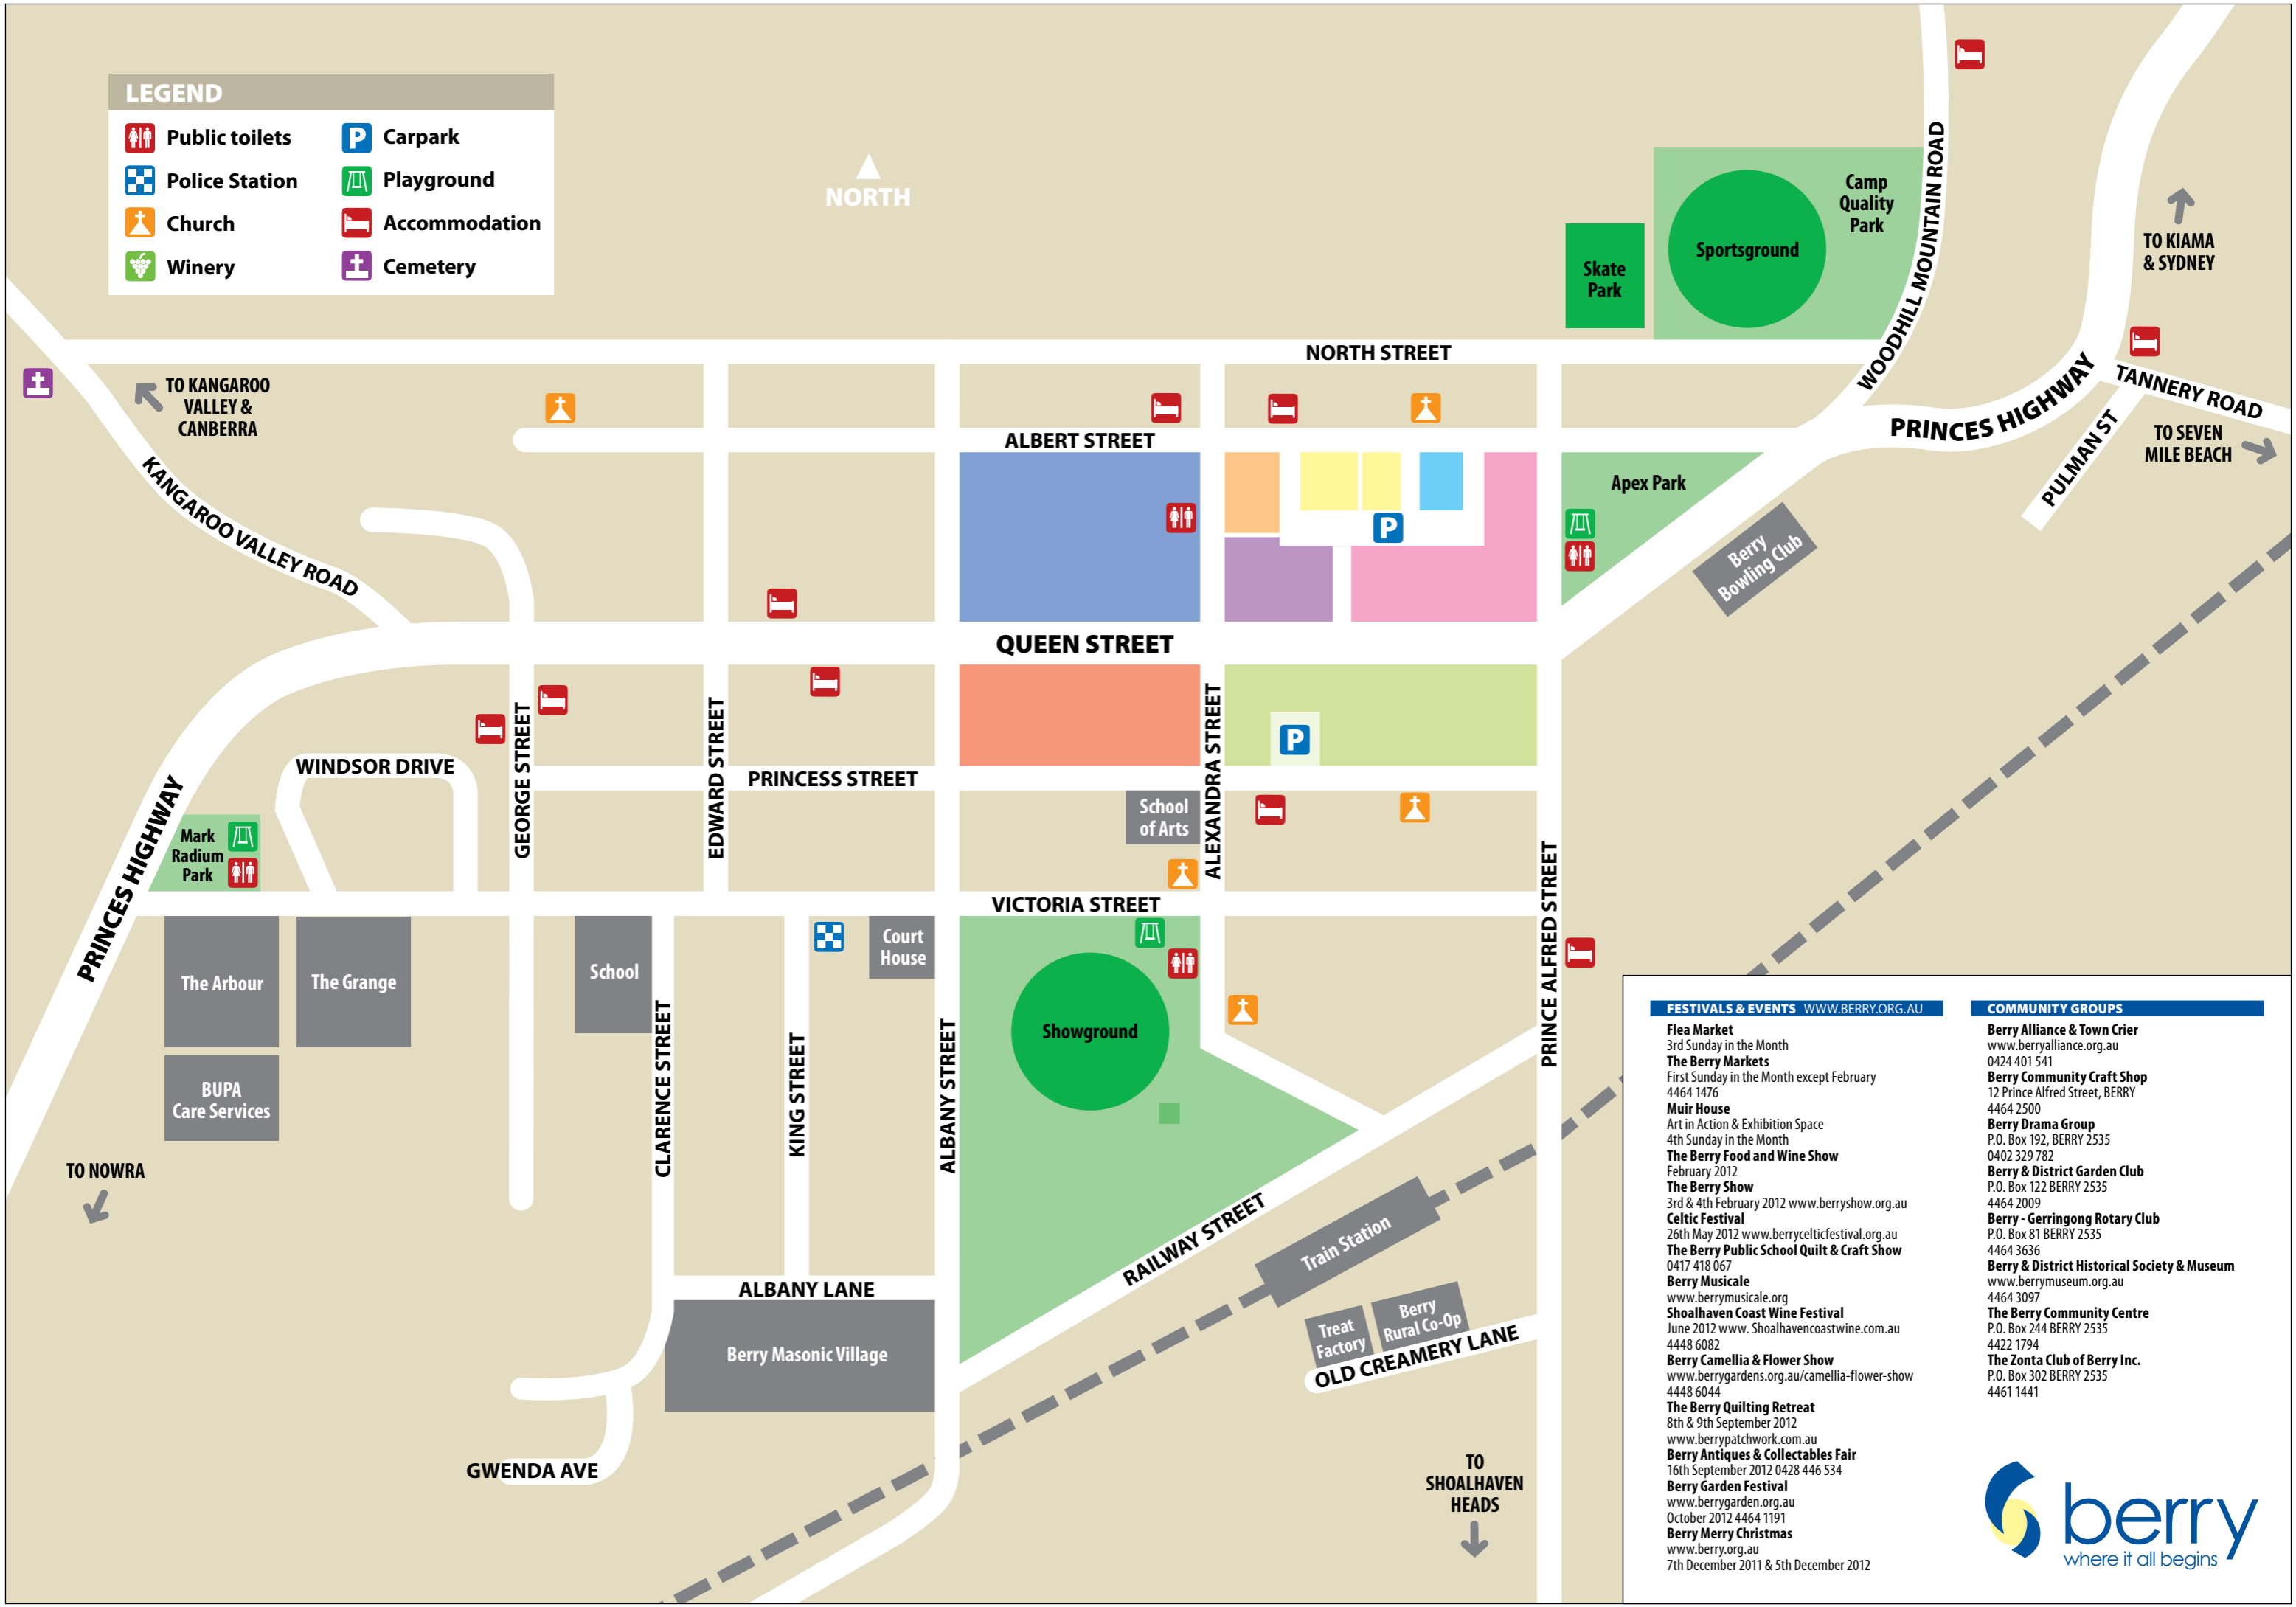 LEGEND
Public toilets
Carpark
Police Station
Playground
Church
Accommodation
Winery
Cemetery
NORTH
Camp
Quality
Park
Sportsground
Skate
Park
WOODHILL MOUNTAIN ROAD
TO KIAMA
& SYDNEY
NORTH STREET
TO KANGAROO
VALLEY &
CANBERRA
PRINCES HIGHWAY
TANNERY ROAD
PULMAN ST
TO SEVEN
MILE BEACH
ALBERT STREET
KANGAROO VALLEY ROAD
P
Apex Park
Berry
Bowling Club
QUEEN STREET
GEORGE STREET
EDWARD STREET
ALEXANDRA STREET
P
WINDSOR DRIVE
PRINCESS STREET
PRINCES HIGHWAY
Mark
Radium
Park
School
of Arts
PRINCE ALFRED STREET
VICTORIA STREET
The Arbour
The Grange
School
Court
House
BUPA
Care Services
CLARENCE STREET
KING STREET
ALBANY STREET
Showground
TO NOWRA
RAILWAY STREET
Train Station
ALBANY LANE
Berry Masonic Village
Treat
Factory
Berry
Rural Co-Op
OLD CREAMERY LANE
GWENDA AVE
TO
SHOALHAVEN
HEADS
FESTIVALS & EVENTS WWW.BERRY.ORG.AU
Flea Market
3rd Sunday in the Month
The Berry Markets
First Sunday in the Month except February
4464 1476
Muir House
Art in Action & Exhibition Space
4th Sunday in the Month
The Berry Food and Wine Show
February 2012
The Berry Show
3rd & 4th February 2012 www.berryshow.org.au
Celtic Festival
26th May 2012 www.berrycelticfestival.org.au
The Berry Public School Quilt & Craft Show
0417 418 067
Berry Musicale
www.berrymusicale.org
Shoalhaven Coast Wine Festival
June 2012 www. Shoalhavencoastwine.com.au
4448 6082
Berry Camellia & Flower Show
www.berrygardens.org.au/camellia-flower-show
4448 6044
The Berry Quilting Retreat
8th & 9th September 2012
www.berrypatchwork.com.au
Berry Antiques & Collectables Fair
16th September 2012 0428 446 534
Berry Garden Festival
www.berrygarden.org.au
October 2012 4464 1191
Berry Merry Christmas
www.berry.org.au
7th December 2011 & 5th December 2012
COMMUNITY GROUPS
Berry Alliance & Town Crier
www.berryalliance.org.au
0424 401 541
Berry Community Craft Shop
12 Prince Alfred Street, BERRY
4464 2500
Berry Drama Group
P.O. Box 192, BERRY 2535
0402 329 782
Berry & District Garden Club
P.O. Box 122 BERRY 2535
4464 2009
Berry - Gerringong Rotary Club
P.O. Box 81 BERRY 2535
4464 3636
Berry & District Historical Society & Museum
www.berrymuseum.org.au
4464 3097
The Berry Community Centre
P.O. Box 244 BERRY 2535
4422 1794
The Zonta Club of Berry Inc.
P.O. Box 302 BERRY 2535
4461 1441
berry
where it all begins